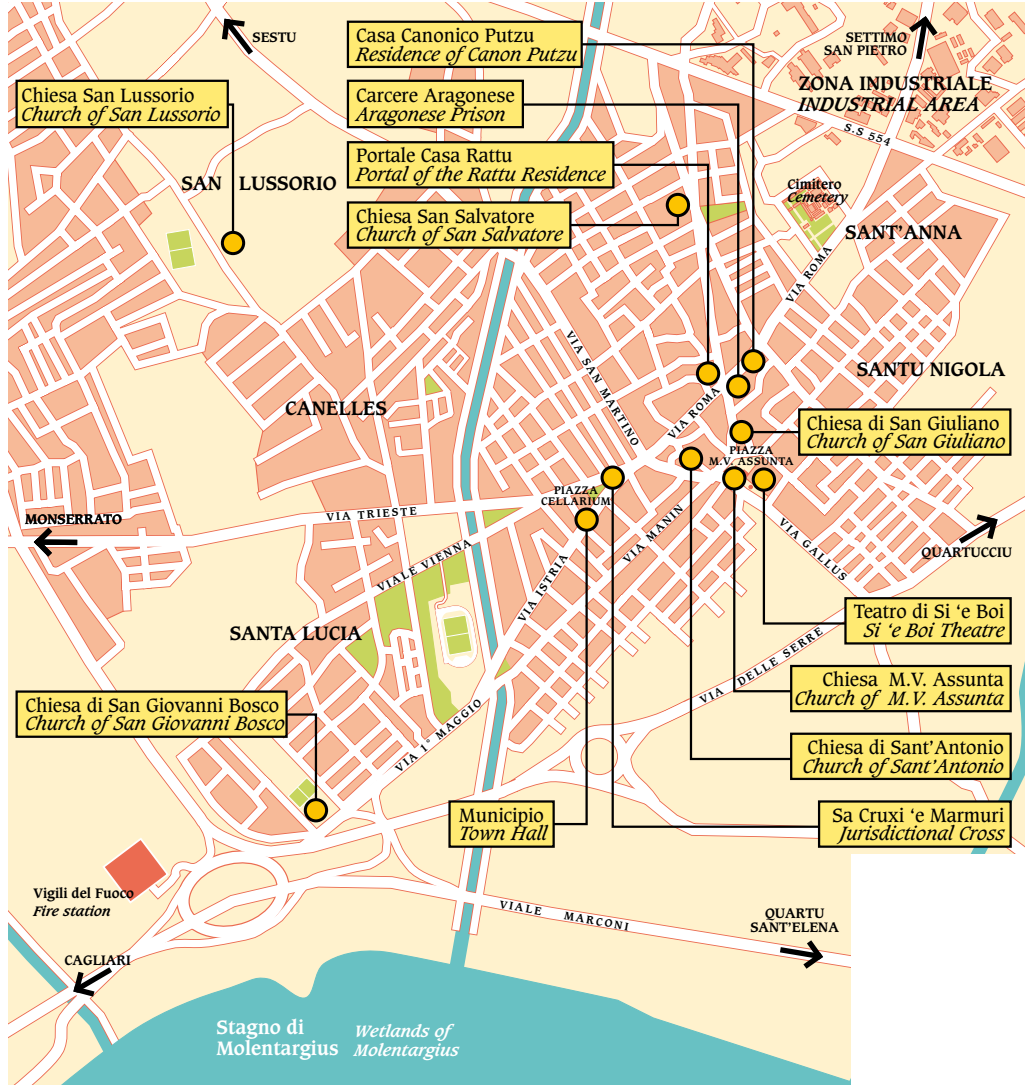 SESTU
Casa Canonico Putzu
Residence of Canon Putzu
SETTIMO
SAN PIETRO
ZONA INDUSTRIALE
INDUSTRIAL AREA
Chiesa San Lussorio
Church of San Lussorio
Carcere Aragonese
Aragonese Prison
S.S 554
Portale Casa Rattu
Portal of the Rattu Residence
SAN LUSSORIO
Cimitero
Cemetery
Chiesa San Salvatore
Church of San Salvatore
SANT'ANNA
VIA ROMA
VIA SAN MARTINO
SANTU NIGOLA
CANELLES
VIA ROMA
Chiesa di San Giuliano
Church of San Giuliano
PIAZZA
M.V. ASSUNTA
PIAZZA
CELLARIUM
MONSERRATO
VIA TRIESTE
VIA MANIN
VIA GALLUS
QUARTUCCIU
VIALE VIENNA
VIA ISTRIA
Teatro di Si 'e Boi
Si 'e Boi Theatre
SANTA LUCIA
VIA DELLE SERRE
Chiesa M.V. Assunta
Church of M.V. Assunta
Chiesa di San Giovanni Bosco
Church of San Giovanni Bosco
VIA 1° MAGGIO
Chiesa di Sant'Antonio
Church of Sant'Antonio
Municipio
Town Hall
Sa Cruxi 'e Marmuri
Jurisdictional Cross
Vigili del Fuoco
Fire station
VIALE MARCONI
QUARTU
SANT'ELENA
CAGLIARI
Stagno di
Molentargius
Wetlands of
Molentargius